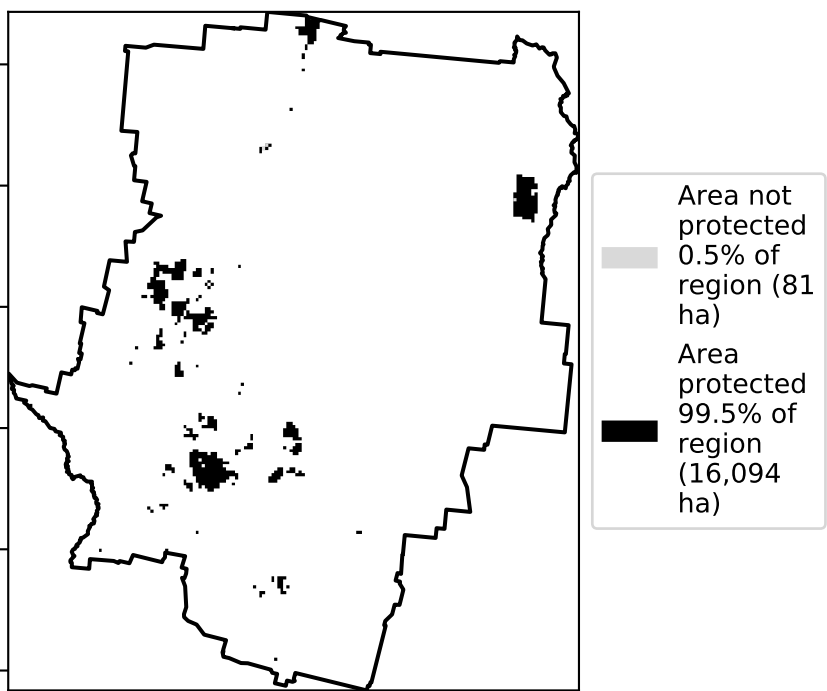 Area not
protected
0.5% of
region (81
ha)
Area
protected
99.5% of
region
(16,094
ha)